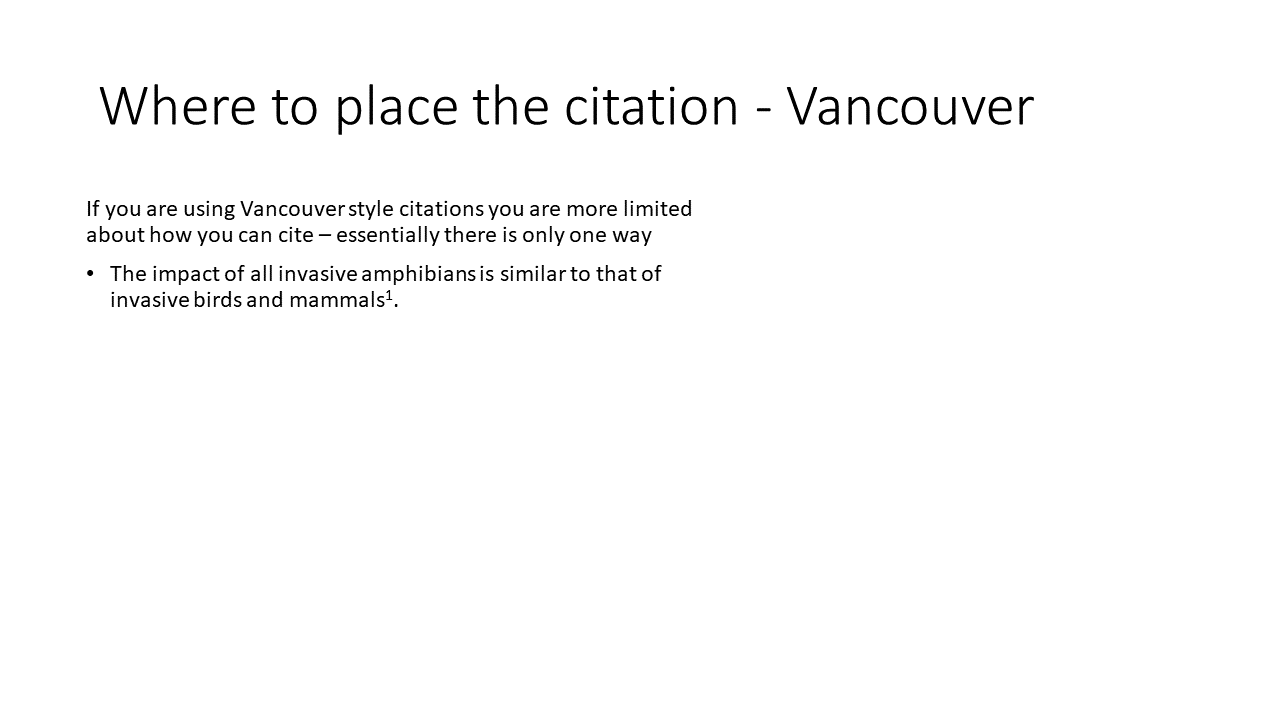 Where to place the citation - Vancouver
If you are using Vancouver style citations you are more limited
about how you can cite – essentially there is only one way
• The impact of all invasive amphibians is similar to that of
invasive birds and mammals¹.